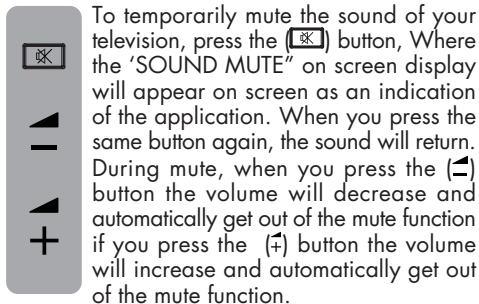 To temporarily mute the sound of your
television, press the () button, Where
the ‘SOUND MUTE” on screen display
will appear on screen as an indication
of the application. When you press the
same button again, the sound will return.
During mute, when you press the (–)
button the volume will decrease and
automatically get out of the mute function
if you press the (+) button the volume
will increase and automatically get out
of the mute function.
–
+